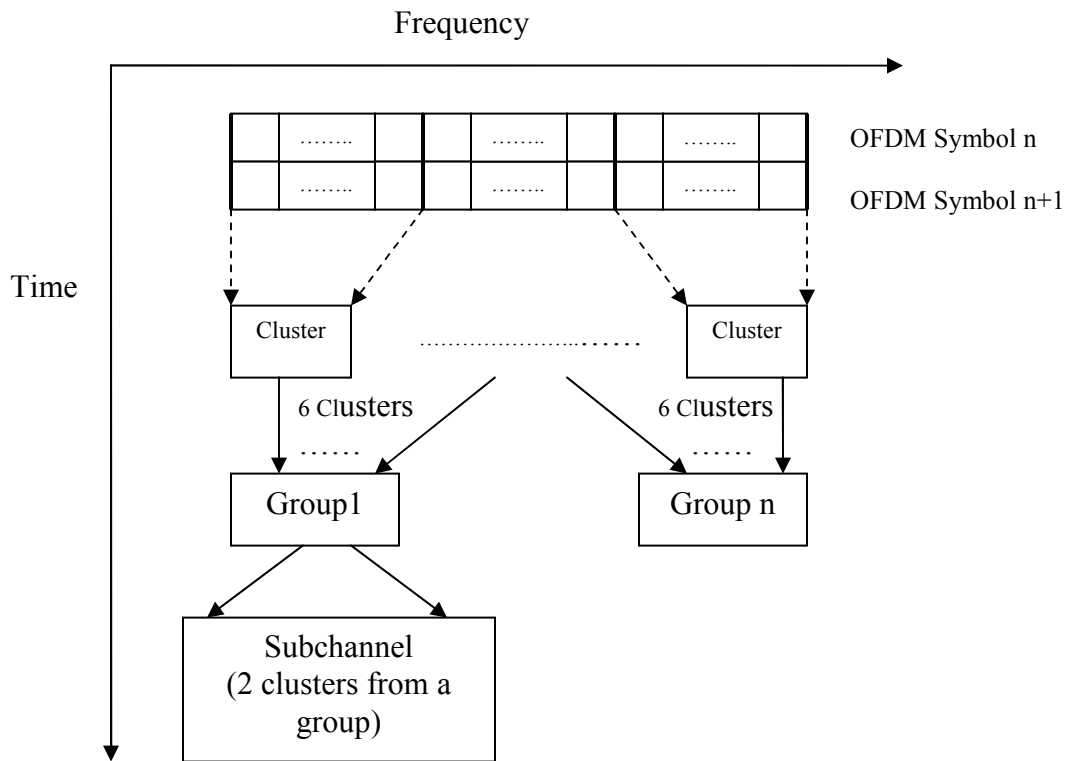 Frequency
........ ........ ........ OFDM Symbol n
........ ........ ........ OFDM Symbol n+1
Time
Cluster ............................ Cluster
6 Clusters 6 Clusters
...... ......
Group1 Group n
Subchannel
(2 clusters from a
group)